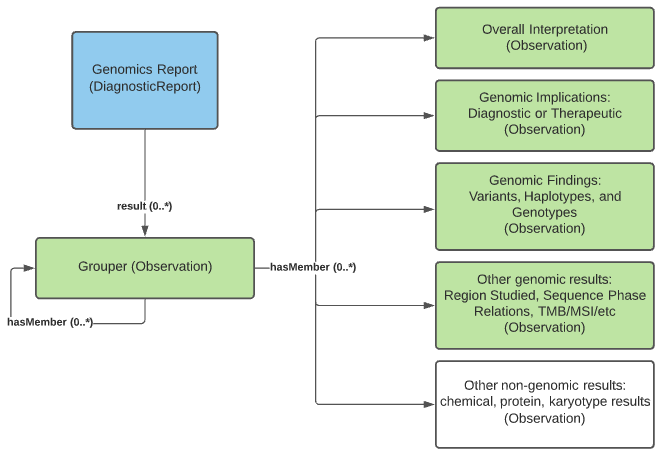 Genomics Report
(DiagnosticReport)
result (0..*)
Grouper (Observation)
hasMember (0..*)
hasMember (0..*)
Overall Interpretation
(Observation)
Genomic Implications:
Diagnostic or Therapeutic
(Observation)
Genomic Findings:
Variants, Haplotypes, and
Genotypes
(Observation)
Other genomic results:
Region Studied, Sequence Phase
Relations, TMB/MSI/etc
(Observation)
Other non-genomic results:
chemical, protein, karyotype results
(Observation)